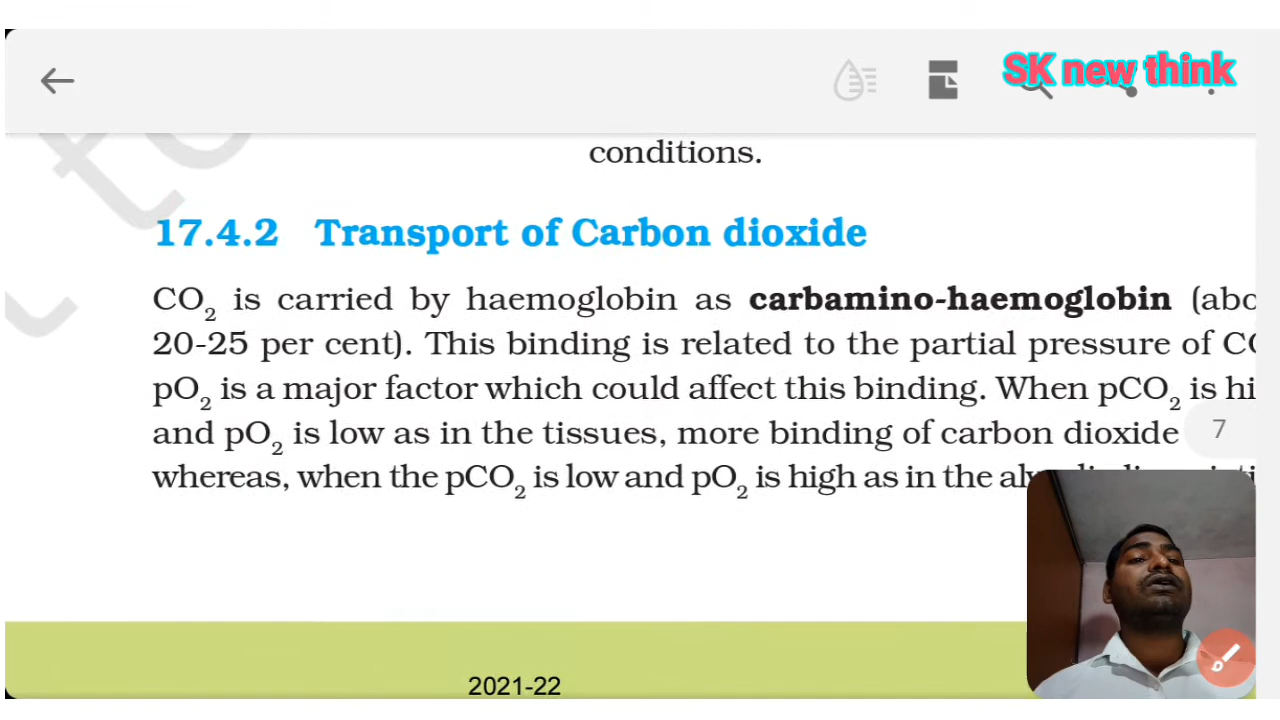 SK new think
conditions.
17.4.2 Transport of Carbon dioxide
CO₂ is carried by haemoglobin as carbamino-haemoglobin
20-25 per cent). This binding is related to the partial pressure of
pO₂ is a major factor which could affect this binding. When pCO₂ is
and pO₂ is low as in the tissues, more binding of carbon dioxide
7
whereas, when the pCO₂ is low and pO₂ is high as in the
2021-22